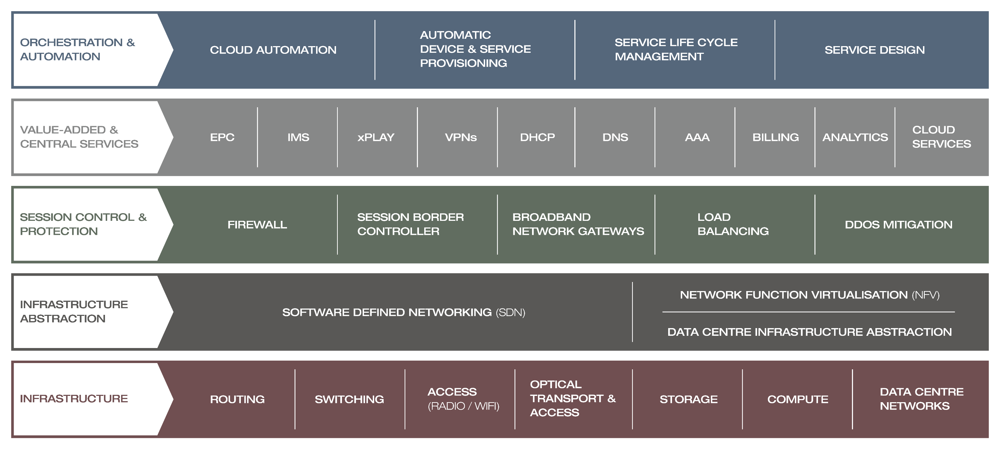 ORCHESTRATION &
AUTOMATION
CLOUD AUTOMATION
AUTOMATIC
DEVICE & SERVICE
PROVISIONING
SERVICE LIFE CYCLE
MANAGEMENT
SERVICE DESIGN
VALUE-ADDED &
CENTRAL SERVICES
EPC
IMS
xPLAY
VPNs
DHCP
DNS
AAA
BILLING
ANALYTICS
CLOUD
SERVICES
SESSION CONTROL &
PROTECTION
FIREWALL
SESSION BORDER
CONTROLLER
BROADBAND
NETWORK GATEWAYS
LOAD
BALANCING
DDOS MITIGATION
INFRASTRUCTURE
ABSTRACTION
SOFTWARE DEFINED NETWORKING (SDN)
NETWORK FUNCTION VIRTUALISATION (NFV)
DATA CENTRE INFRASTRUCTURE ABSTRACTION
INFRASTRUCTURE
ROUTING
SWITCHING
ACCESS
(RADIO / WIFI)
OPTICAL
TRANSPORT &
ACCESS
STORAGE
COMPUTE
DATA CENTRE
NETWORKS